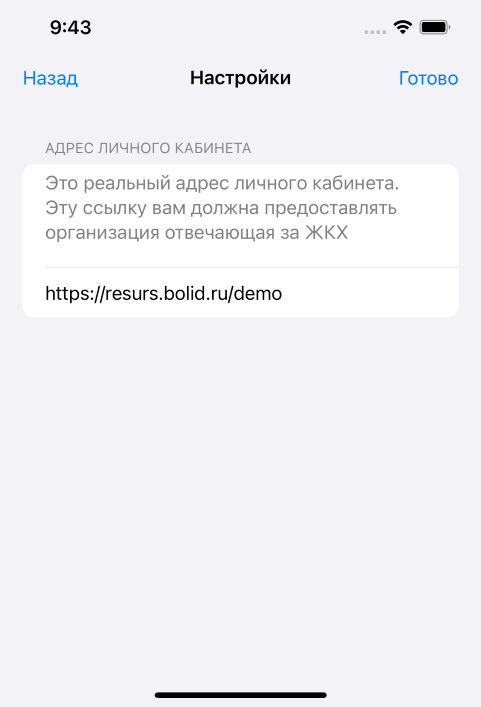 9:43
Назад Настройки Готово
АДРЕС ЛИЧНОГО КАБИНЕТА
Это реальный адрес личного кабинета.
Эту ссылку вам должна предоставлять
организация отвечающая за ЖКХ
https://resurs.bolid.ru/demo